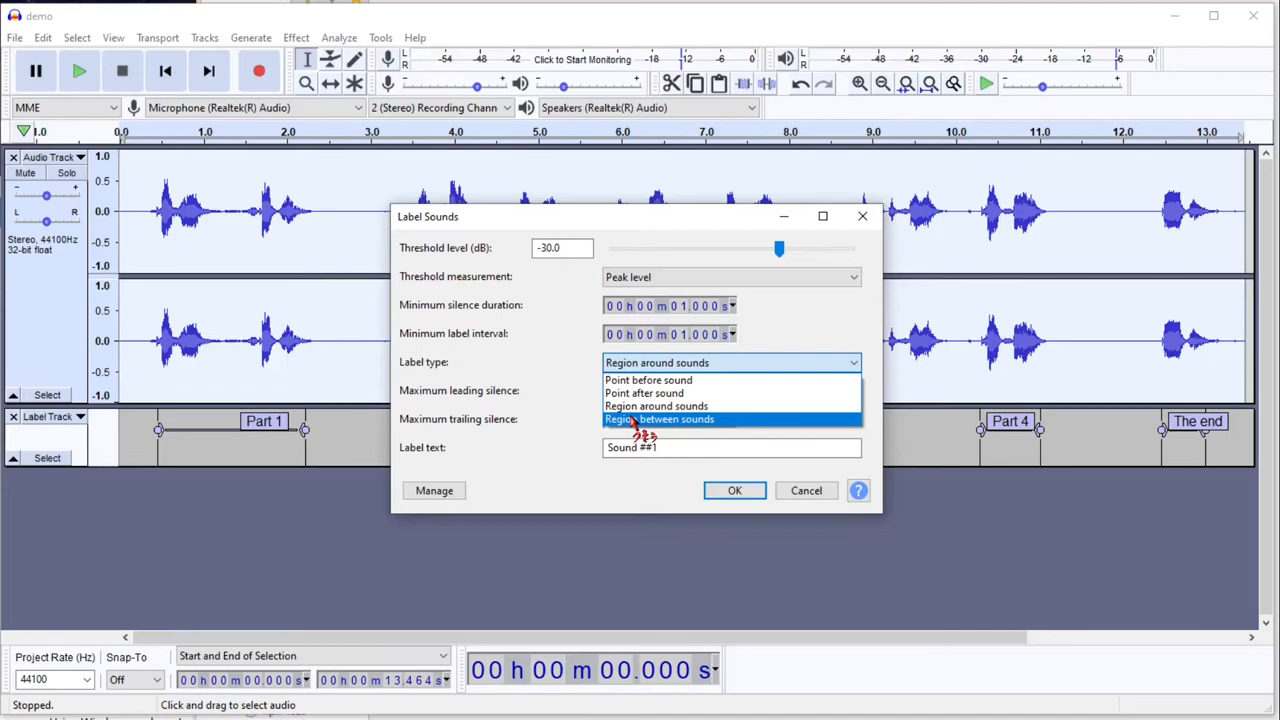 demo
File Edit Select View Transport Tracks Generate Effect Analyze Tools Help
L R -54 -48 -42 Click to Start Monitoring -12 -6 0 L R -54 -48 -42 -36 -30 -24 -18 -12 -6 0
MME Microphone (Realtek(R) Audio) 2 (Stereo) Recording Chann Speakers (Realtek(R) Audio)
1.0 0.0 1.0 2.0 3.0 4.0 5.0 6.0 7.0 8.0 9.0 10.0 11.0 12.0 13.0
Audio Track 1.0
Mute Solo
0.5
L R 0.0
Stereo, 44100Hz -0.5
32-bit float
-1.0
1.0
0.5
0.0
-0.5
Select -1.0
Label Track Part 1 Part 4 The end
Select
Label Sounds
Threshold level (dB): -30.0
Threshold measurement: Peak level
Minimum silence duration: 00 h 00 m 01.000 s
Minimum label interval: 00 h 00 m 01.000 s
Label type: Region around sounds
Point before sound
Point after sound
Maximum leading silence: Region around sounds
Maximum trailing silence: Region between sounds
Label text: Sound ##1
Manage OK Cancel ?
Project Rate (Hz) Snap-To Start and End of Selection
44100 Off 00 h 00 m 00.000 s 00 h 00 m 13.464 s 00 h 00 m 00.000 s
Stopped. Click and drag to select audio